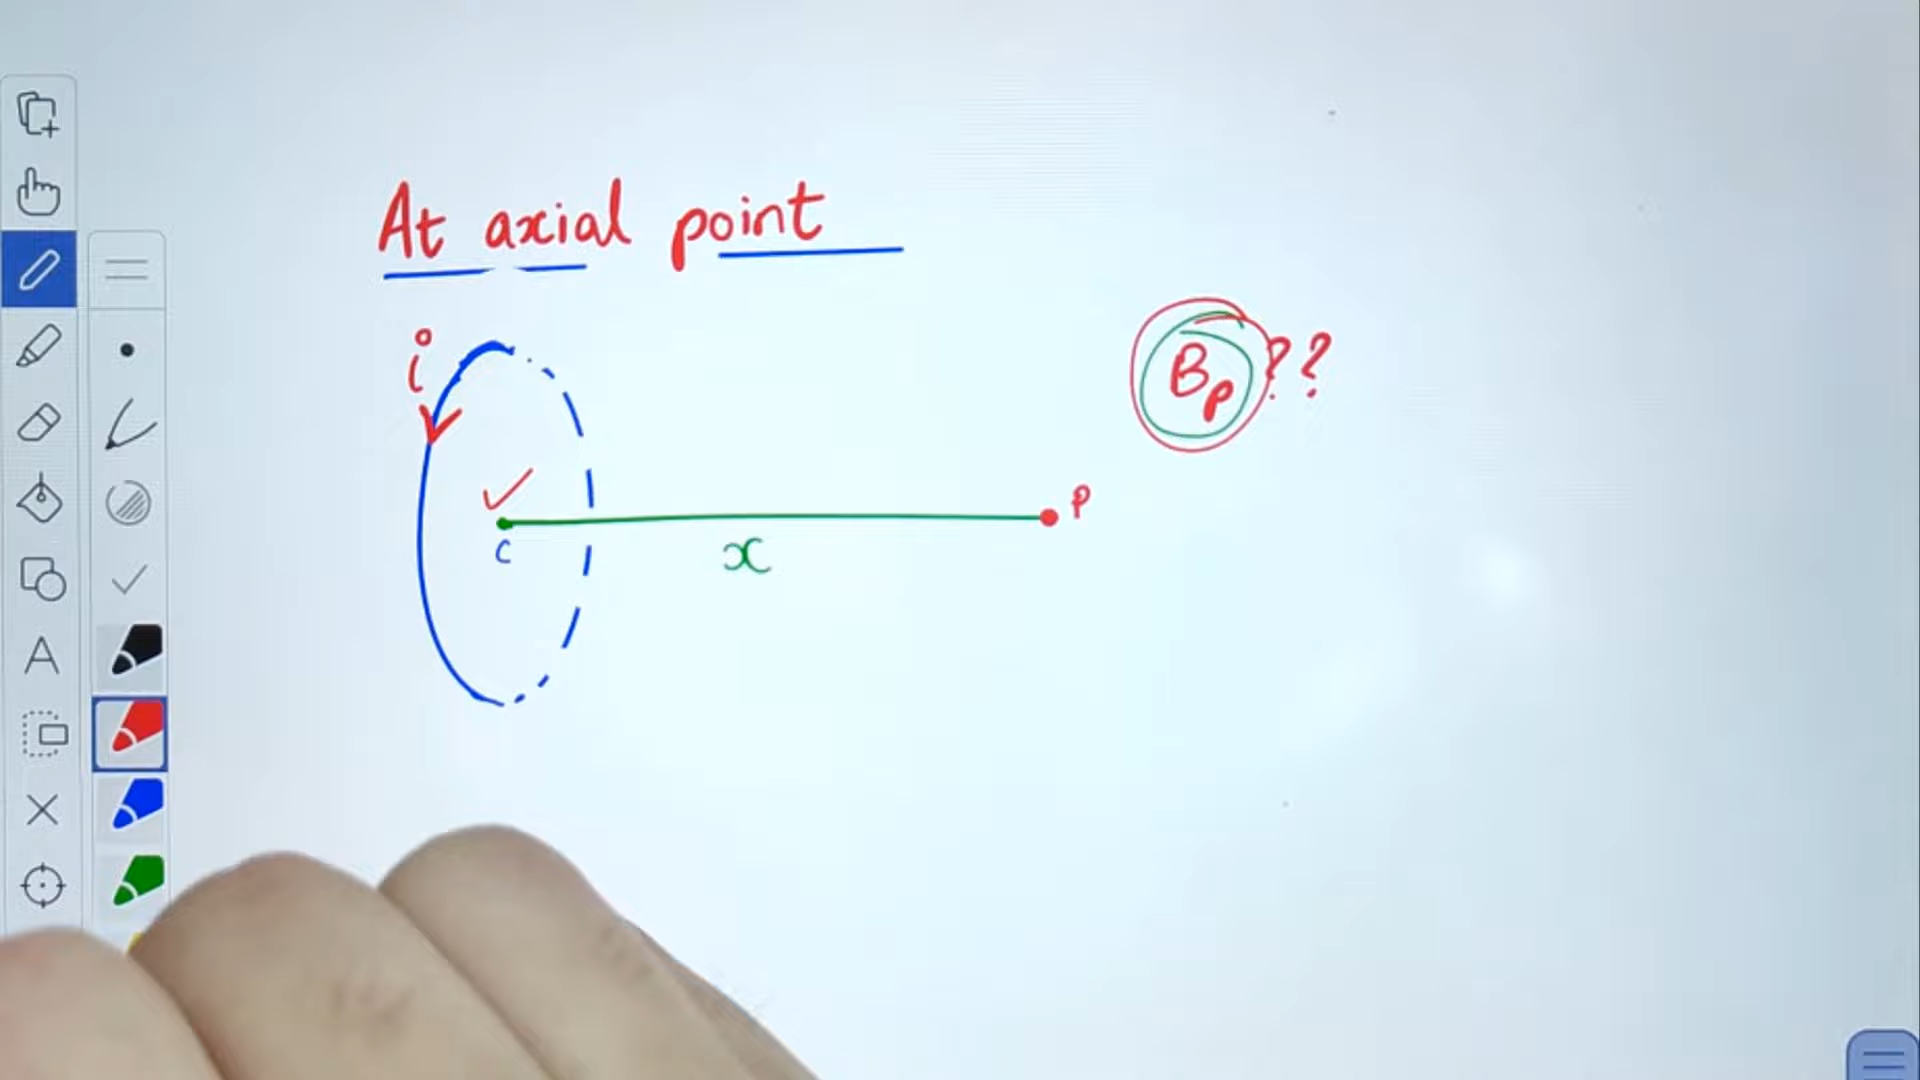 At axial point
i
Bp ??
P
C
x